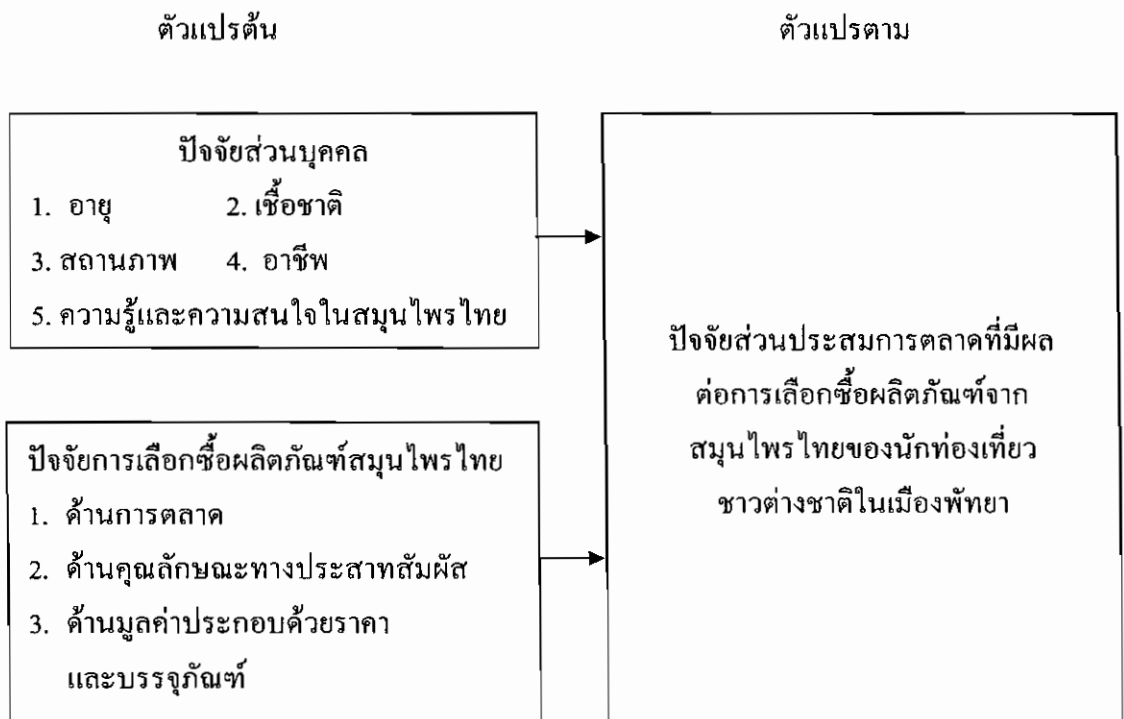 ตัวแปรต้น
ตัวแปรตาม
ปัจจัยส่วนบุคคล
1. อายุ 2. เชื้อชาติ
3. สถานภาพ 4. อาชีพ
5. ความรู้และความสนใจในสมุนไพรไทย
ปัจจัยการเลือกซื้อผลิตภัณฑ์สมุนไพรไทย
1. ด้านการตลาด
2. ด้านคุณลักษณะทางประสาทสัมผัส
3. ด้านมูลค่าประกอบด้วยราคา
และบรรจุภัณฑ์
ปัจจัยส่วนประสมการตลาดที่มีผล
ต่อการเลือกซื้อผลิตภัณฑ์จาก
สมุนไพรไทยของนักท่องเที่ยว
ชาวต่างชาติในเมืองพัทยา